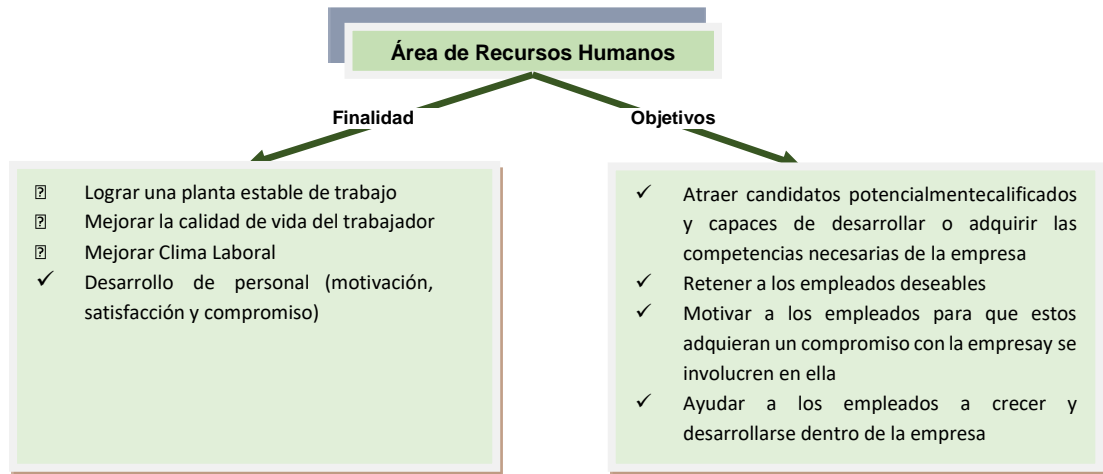 Área de Recursos Humanos
Finalidad
Objetivos
⍰ Lograr una planta estable de trabajo
⍰ Mejorar la calidad de vida del trabajador
⍰ Mejorar Clima Laboral
✓ Desarrollo de personal (motivación,
satisfacción y compromiso)
✓ Atraer candidatos potencialmentecalificados
y capaces de desarrollar o adquirir las
competencias necesarias de la empresa
✓ Retener a los empleados deseables
✓ Motivar a los empleados para que estos
adquieran un compromiso con la empresay se
involucren en ella
✓ Ayudar a los empleados a crecer y
desarrollarse dentro de la empresa